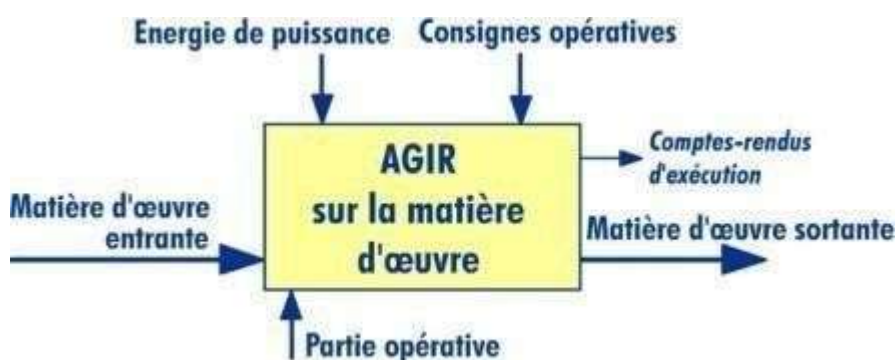 Energie de puissance
Consignes opératives
AGIR
sur la matière
d'œuvre
Comptes-rendus
d'exécution
Matière d'œuvre
entrante
Matière d'œuvre sortante
Partie opérative